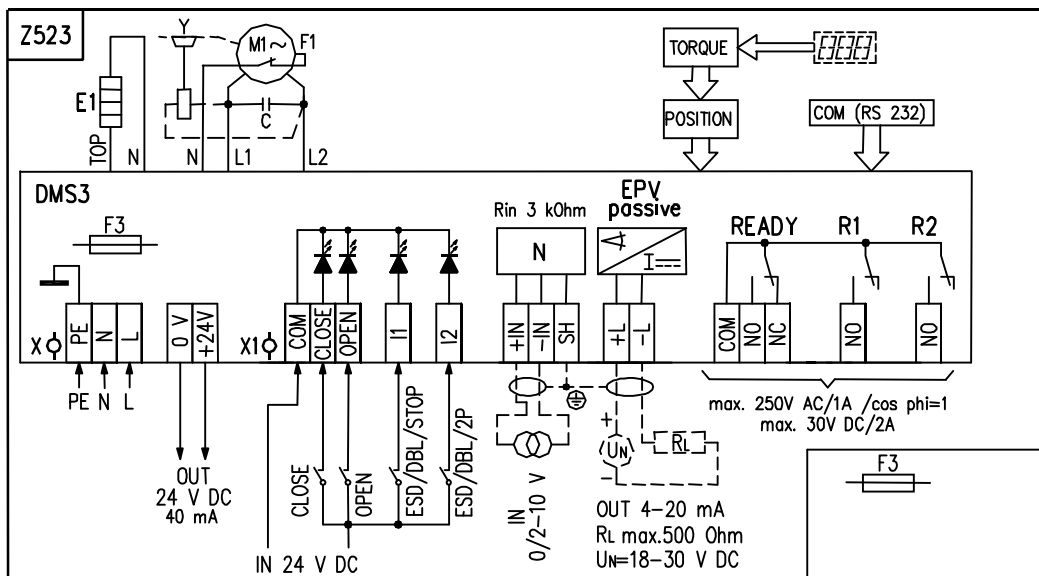 Z523
Y
M1 ~
F1
E1
C
TOP
N
N
L1
L2
TORQUE
POSITION
COM (RS 232)
DMS3
F3
Rin 3 kOhm
N
EPV
passive
I
READY
R1
R2
X
PE
N
L
0 V
+24V
X1
COM
CLOSE
OPEN
I1
I2
+IN
-IN
SH
+L
-L
COM
NO
NC
NO
NO
PE N L
OUT
24 V DC
40 mA
CLOSE
OPEN
ESD/DBL/STOP
ESD/DBL/2P
IN 24 V DC
IN
0/2-10 V
+
UN
-
RL
OUT 4-20 mA
RL max.500 Ohm
UN=18-30 V DC
max. 250V AC/1A /cos phi=1
max. 30V DC/2A
F3